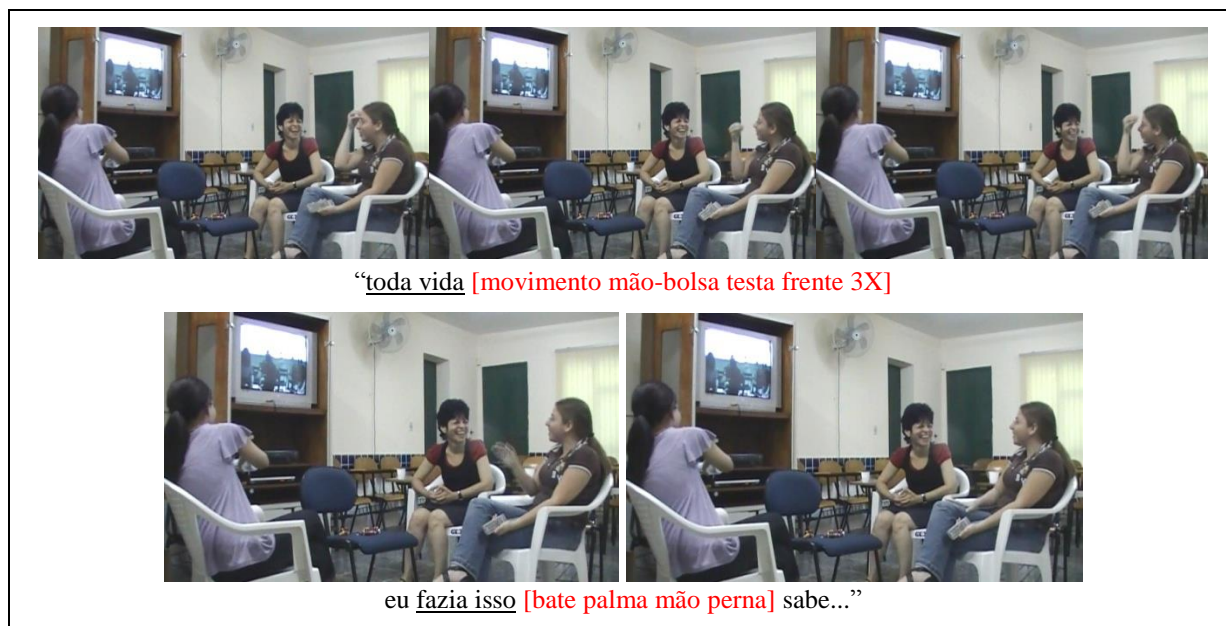 “toda vida [movimento mão-bolsa testa frente 3X]
eu fazia isso [bate palma mão perna] sabe...”